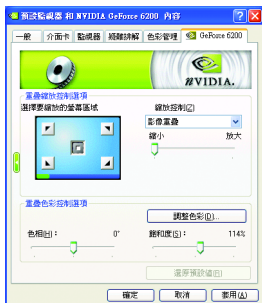 預設監視器 和 NVIDIA GeForce 6200 內容
一般 介面卡 監視器 疑難排解 色彩管理 GeForce 6200
NVIDIA.
重疊縮放控制選項
選擇要縮放的螢幕區域
縮放控制(Z)
影像重疊
縮小 放大
重疊色彩控制選項
調整色彩(D)...
色相(H): 0° 飽和度(S): 114%
還原預設值(R)
確定 取消 套用(A)